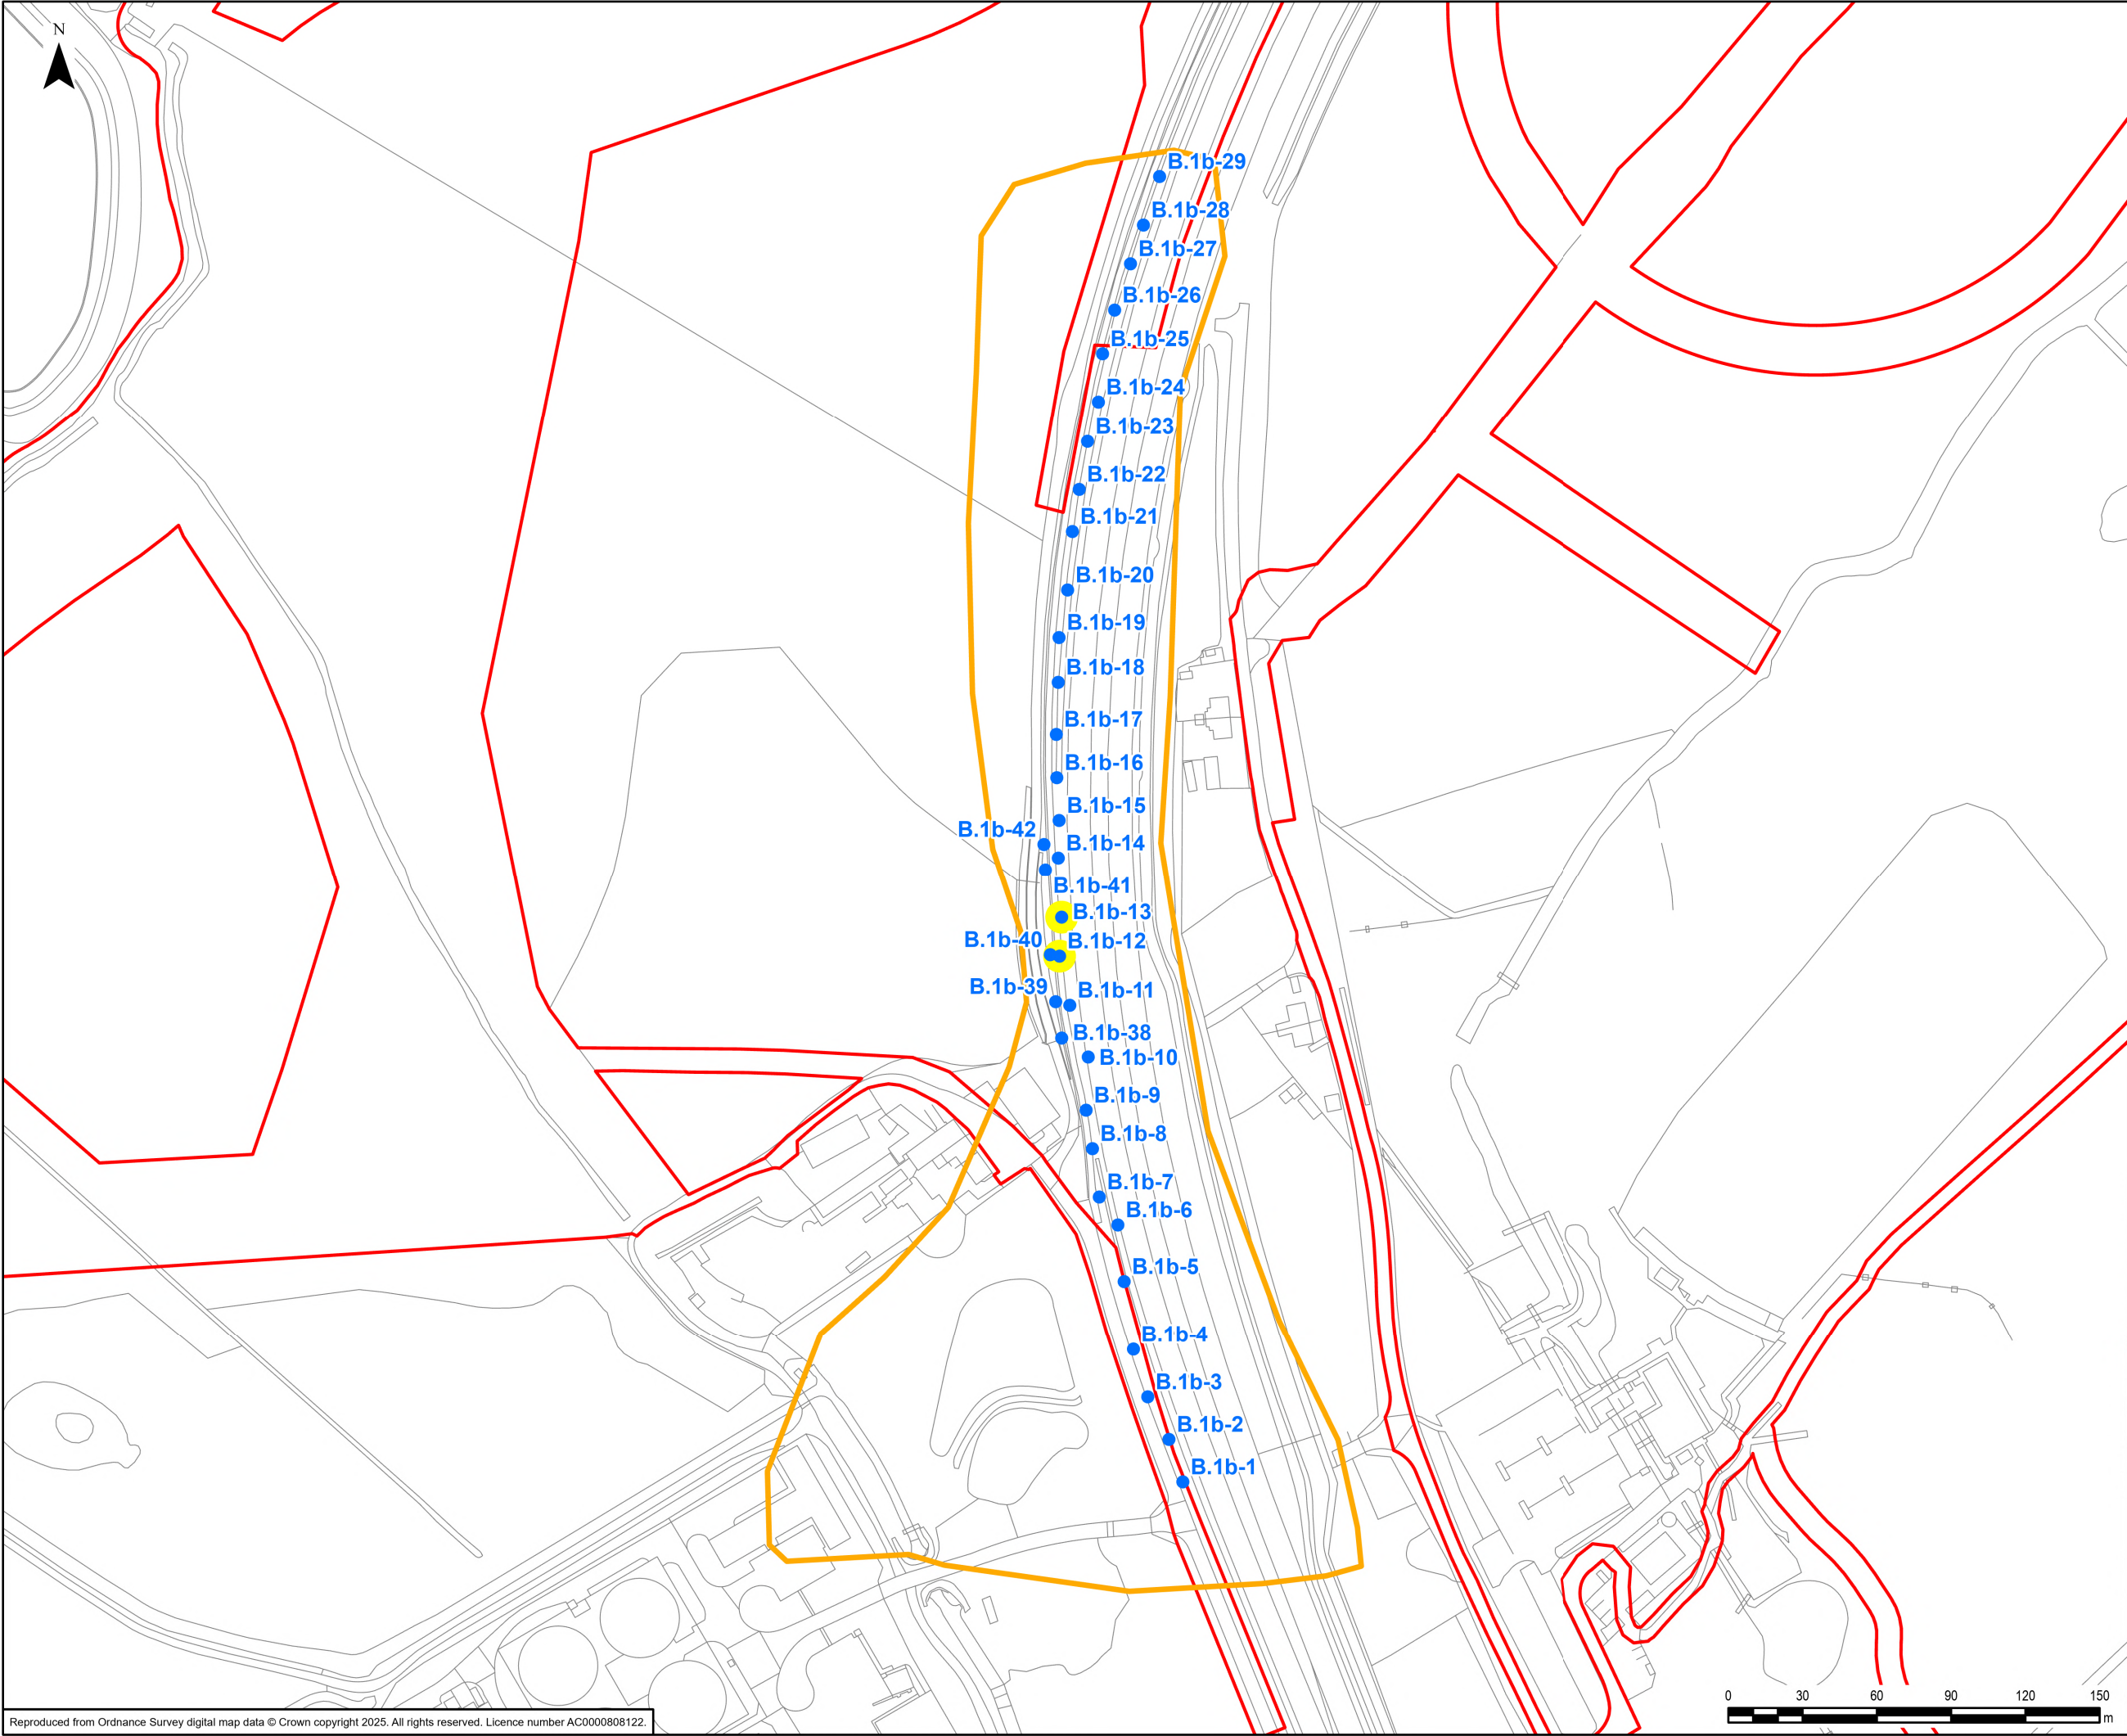 N
B.1b-29
B.1b-28
B.1b-27
B.1b-26
B.1b-25
B.1b-24
B.1b-23
B.1b-22
B.1b-21
B.1b-20
B.1b-19
B.1b-18
B.1b-17
B.1b-16
B.1b-15
B.1b-42
B.1b-14
B.1b-41
B.1b-13
B.1b-40
B.1b-12
B.1b-39
B.1b-11
B.1b-38
B.1b-10
B.1b-9
B.1b-8
B.1b-7
B.1b-6
B.1b-5
B.1b-4
B.1b-3
B.1b-2
B.1b-1
0 30 60 90 120 150
m
Reproduced from Ordnance Survey digital map data © Crown copyright 2025. All rights reserved. Licence number AC0000808122.